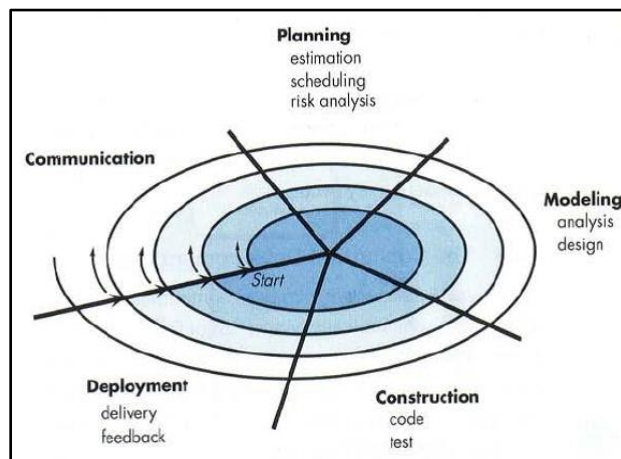 Planning
estimation
scheduling
risk analysis
Communication
Modeling
analysis
design
Start
Deployment
delivery
feedback
Construction
code
test